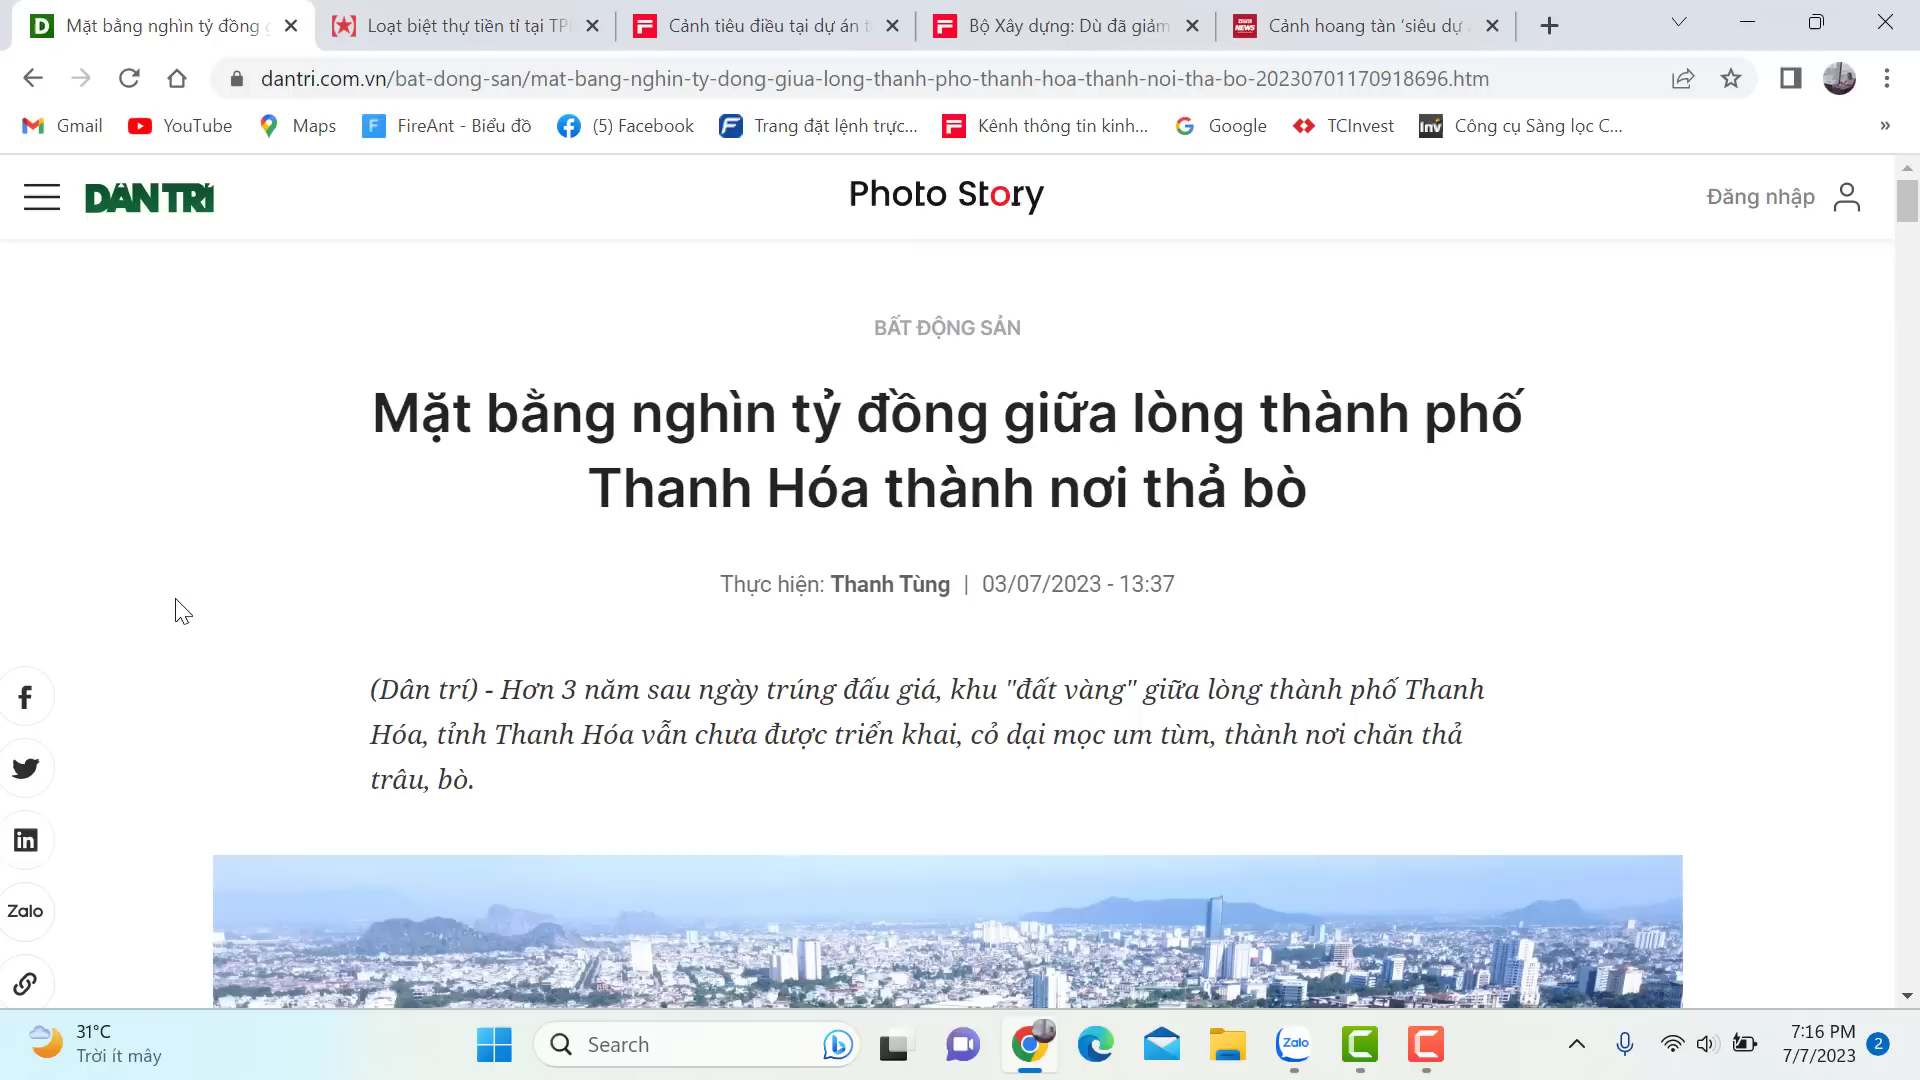 Mặt bằng nghìn tỷ đồng
Loạt biệt thự tiền tỉ tại TP
Cảnh tiêu điều tại dự án
Bộ Xây dựng: Dù đã giảm
Cảnh hoang tàn ‘siêu dự
dantri.com.vn/bat-dong-san/mat-bang-nghin-ty-dong-giua-long-thanh-pho-thanh-hoa-thanh-noi-tha-bo-20230701170918696.htm
Gmail
YouTube
Maps
FireAnt - Biểu đồ
(5) Facebook
Trang đặt lệnh trực...
Kênh thông tin kinh...
Google
TCInvest
Công cụ Sàng lọc C...
»
DÂN TRÍ
Photo Story
Đăng nhập
BẤT ĐỘNG SẢN
Mặt bằng nghìn tỷ đồng giữa lòng thành phố
Thanh Hóa thành nơi thả bò
Thực hiện: Thanh Tùng | 03/07/2023 - 13:37
(Dân trí) - Hơn 3 năm sau ngày trúng đấu giá, khu "đất vàng" giữa lòng thành phố Thanh
Hóa, tỉnh Thanh Hóa vẫn chưa được triển khai, cỏ dại mọc um tùm, thành nơi chăn thả
trâu, bò.
Zalo
31°C
Trời ít mây
Search
Zalo
7:16 PM
7/7/2023
2